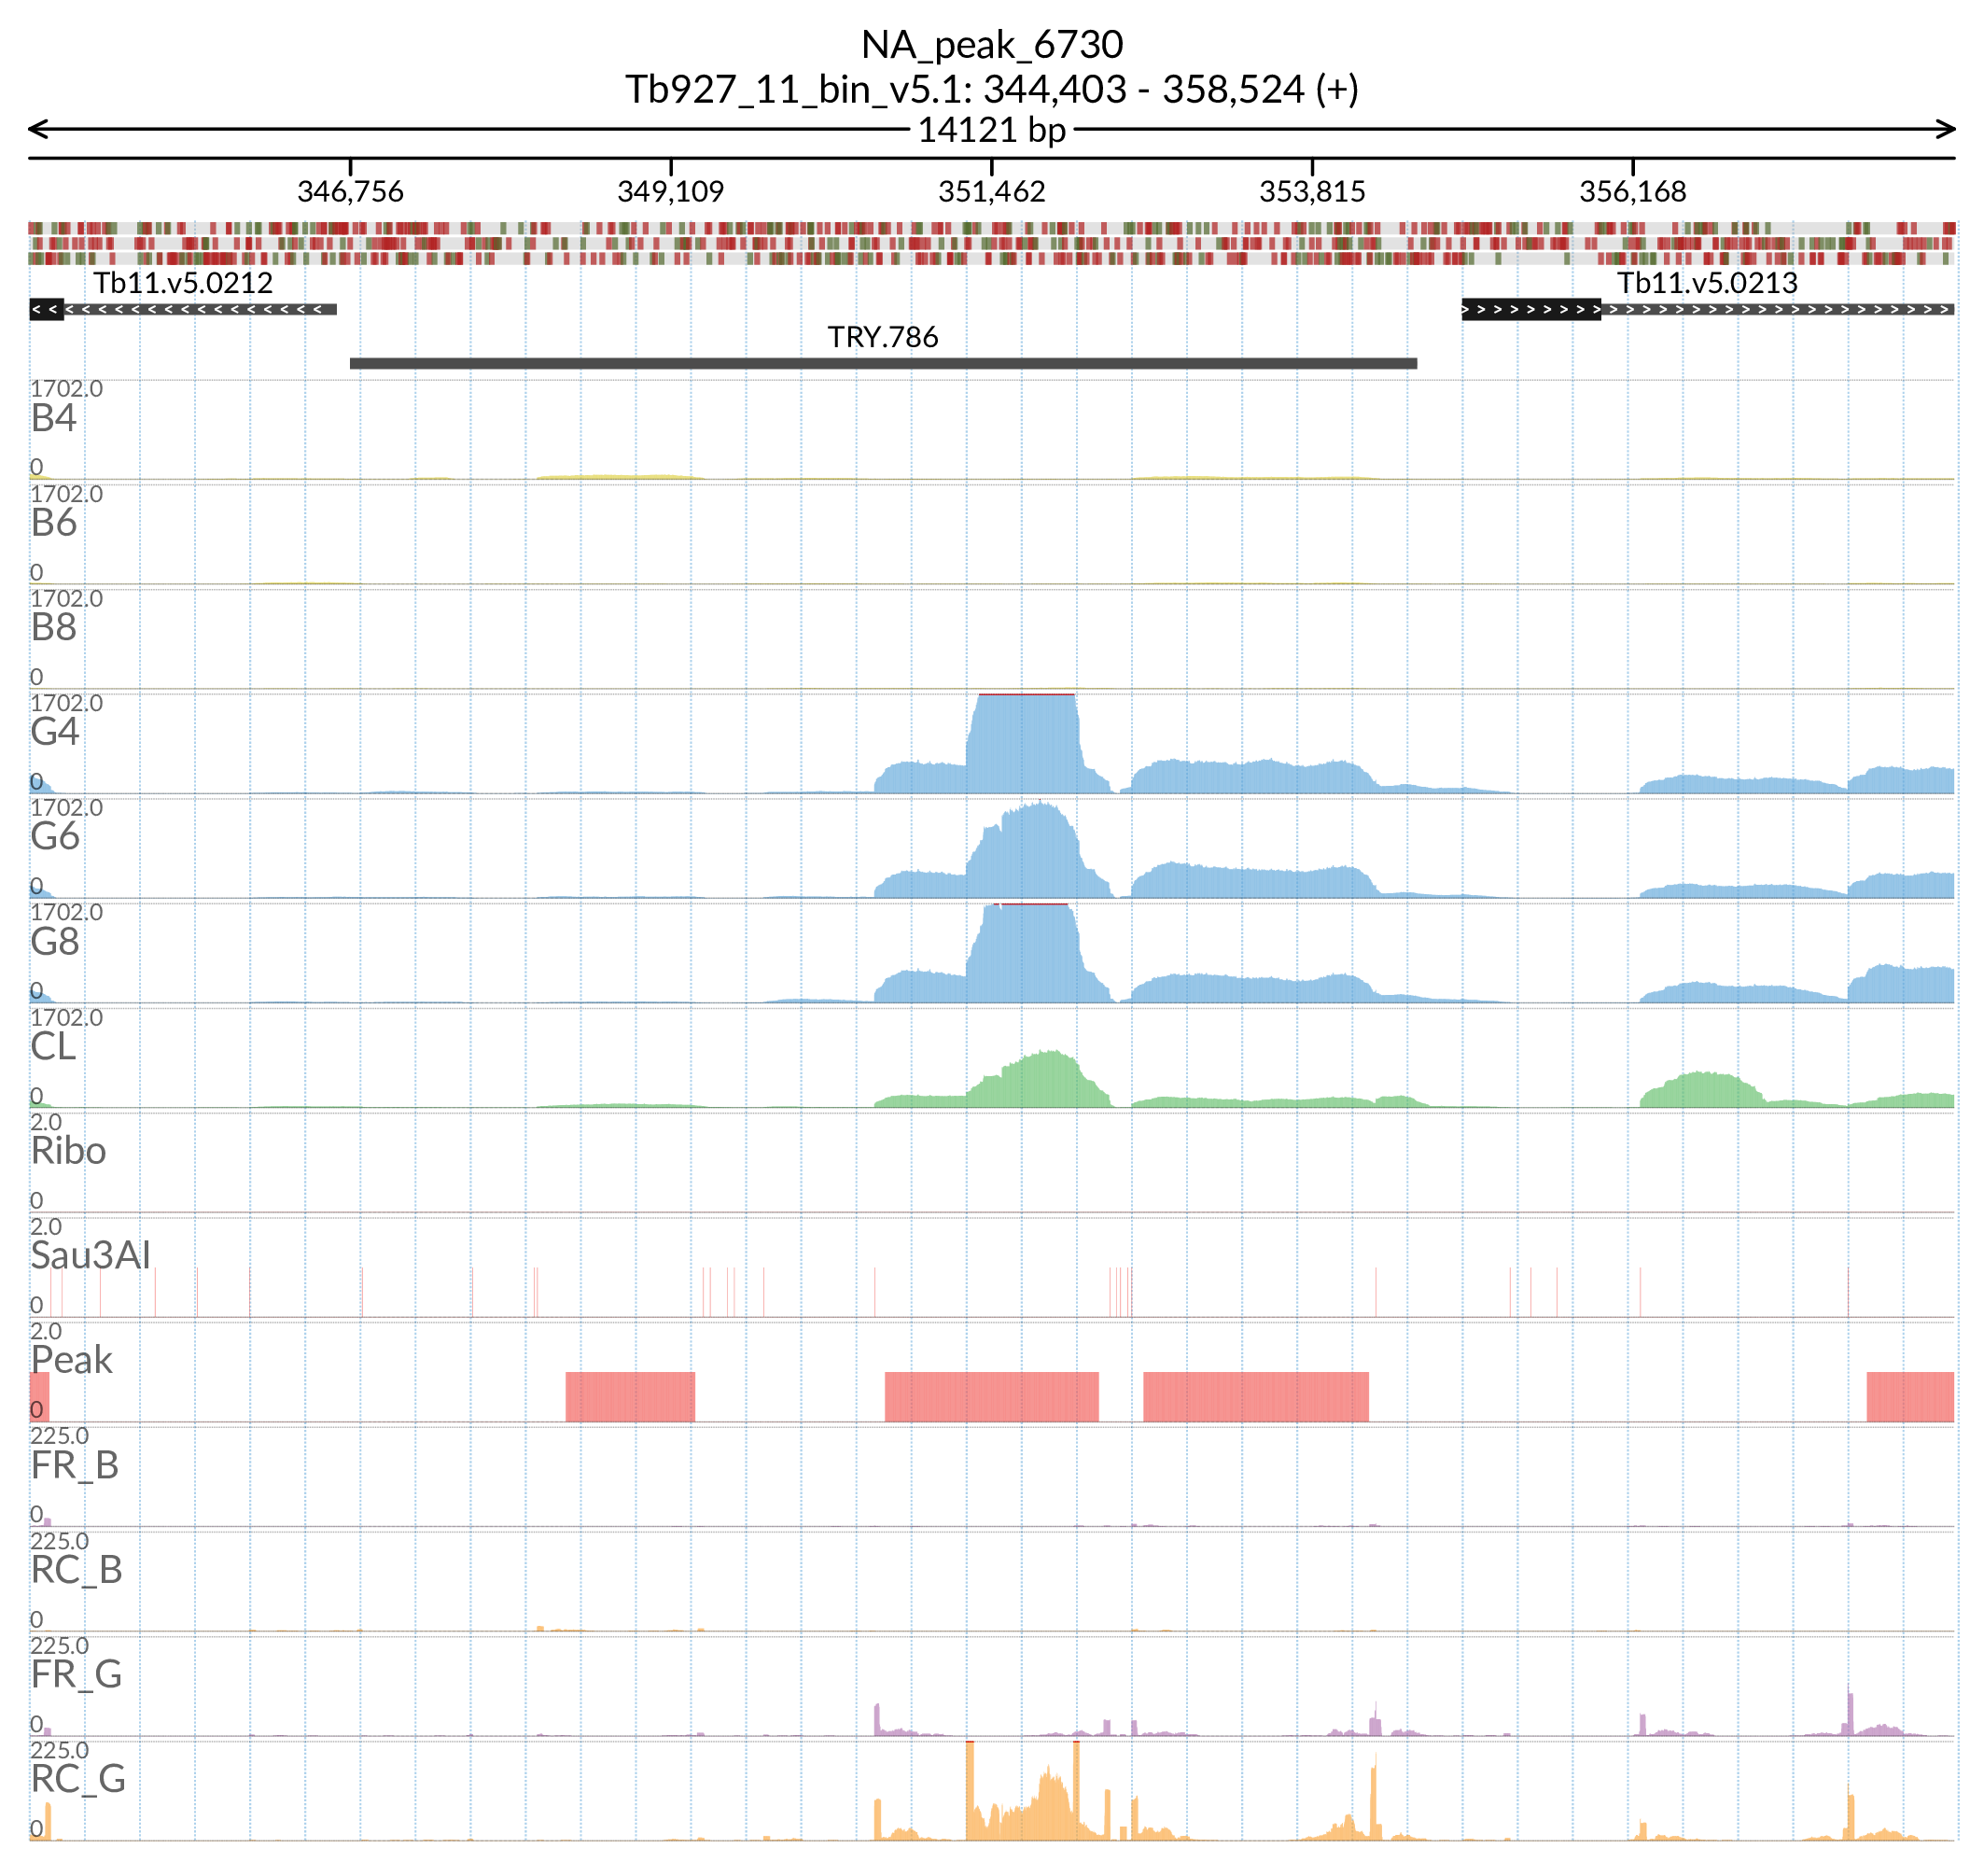 NA_peak_6730
Tb927_11_bin_v5.1: 344,403 - 358,524 (+)
14121 bp
346,756 349,109 351,462 353,815 356,168
Tb11.v5.0212 Tb11.v5.0213
TRY.786
1702.0
B4
0
1702.0
B6
0
1702.0
B8
0
1702.0
G4
0
1702.0
G6
0
1702.0
G8
0
1702.0
CL
0
2.0
Ribo
0
2.0
Sau3AI
0
2.0
Peak
0
225.0
FR_B
0
225.0
RC_B
0
225.0
FR_G
0
225.0
RC_G
0